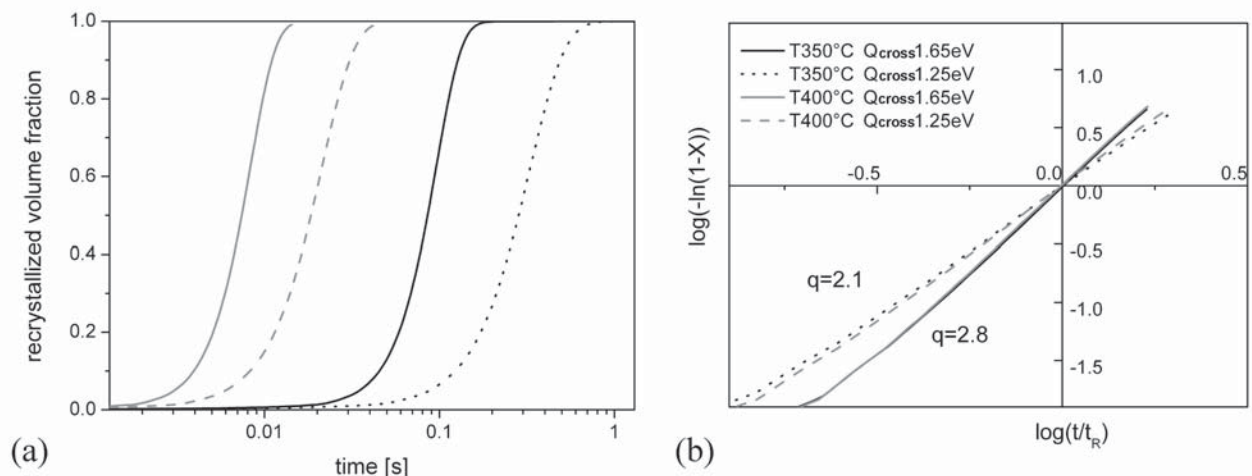 1.0
0.8
0.6
0.4
0.2
0.0
recrystallized volume fraction
0.01
0.1
1
time [s]
(a)
T350°C Qcross1.65eV
T350°C Qcross1.25eV
T400°C Qcross1.65eV
T400°C Qcross1.25eV
1.0
0.5
-0.5
0.0
0.5
0.0
-0.5
-1.0
-1.5
q=2.1
q=2.8
log(-ln(1-X))
log(t/tR)
(b)